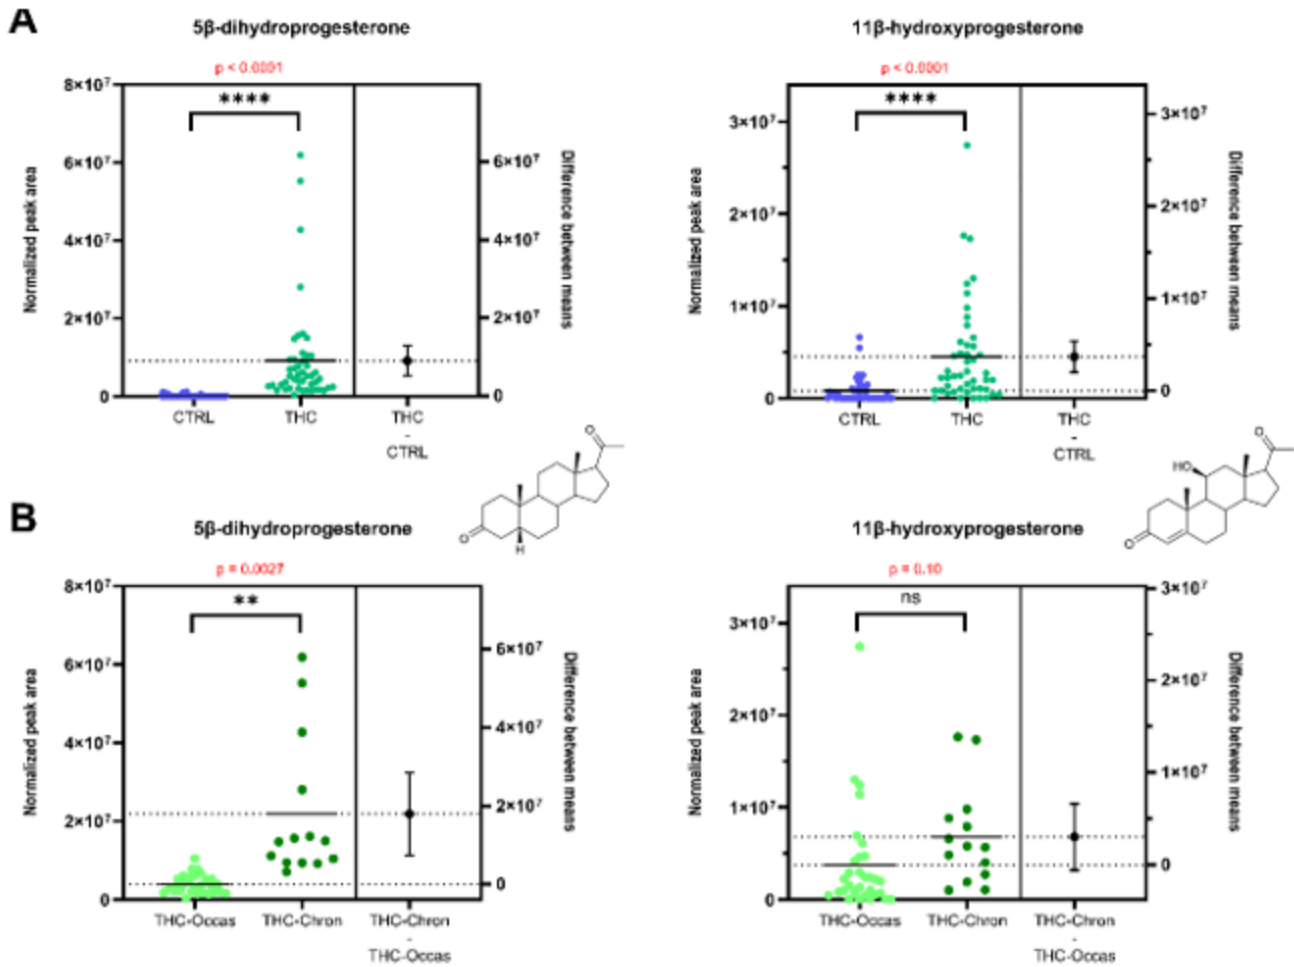 A
5β-dihydroprogesterone
p < 0.0001
****
8×10⁷
6×10⁷
4×10⁷
2×10⁷
0
Normalized peak area
6×10⁷
4×10⁷
2×10⁷
0
Difference between means
CTRL
THC
THC
-
CTRL
11β-hydroxyprogesterone
p < 0.0001
****
3×10⁷
2×10⁷
1×10⁷
0
Normalized peak area
3×10⁷
2×10⁷
1×10⁷
0
Difference between means
CTRL
THC
THC
-
CTRL
O
O
H
O
HO
O
B
5β-dihydroprogesterone
p = 0.0027
**
8×10⁷
6×10⁷
4×10⁷
2×10⁷
0
Normalized peak area
6×10⁷
4×10⁷
2×10⁷
0
Difference between means
THC-Occas
THC-Chron
THC-Chron
-
THC-Occas
11β-hydroxyprogesterone
p = 0.10
ns
3×10⁷
2×10⁷
1×10⁷
0
Normalized peak area
3×10⁷
2×10⁷
1×10⁷
0
Difference between means
THC-Occas
THC-Chron
THC-Chron
-
THC-Occas